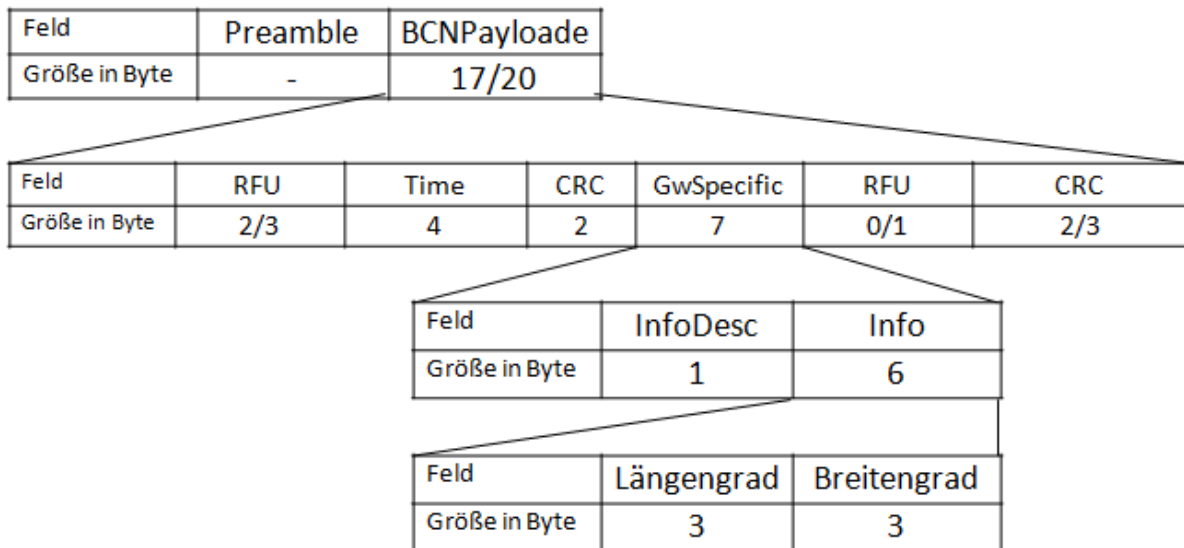 Feld Preamble BCNPayloade
Größe in Byte - 17/20
Feld RFU Time CRC GwSpecific RFU CRC
Größe in Byte 2/3 4 2 7 0/1 2/3
Feld InfoDesc Info
Größe in Byte 1 6
Feld Längengrad Breitengrad
Größe in Byte 3 3